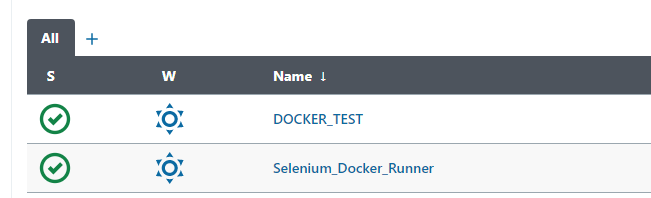 All +
S W Name ↓
DOCKER_TEST
Selenium_Docker_Runner